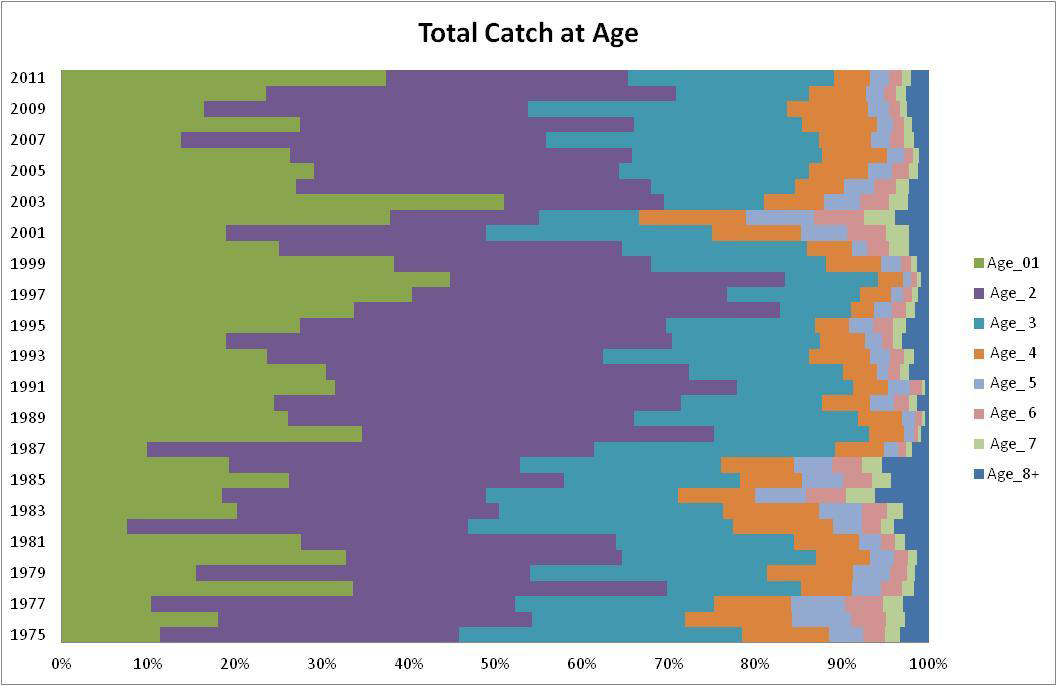 Total Catch at Age
2011
2009
2007
2005
2003
2001
1999
1997
1995
1993
1991
1989
1987
1985
1983
1981
1979
1977
1975
0% 10% 20% 30% 40% 50% 60% 70% 80% 90% 100%
Age_01
Age_2
Age_3
Age_4
Age_5
Age_6
Age_7
Age_8+